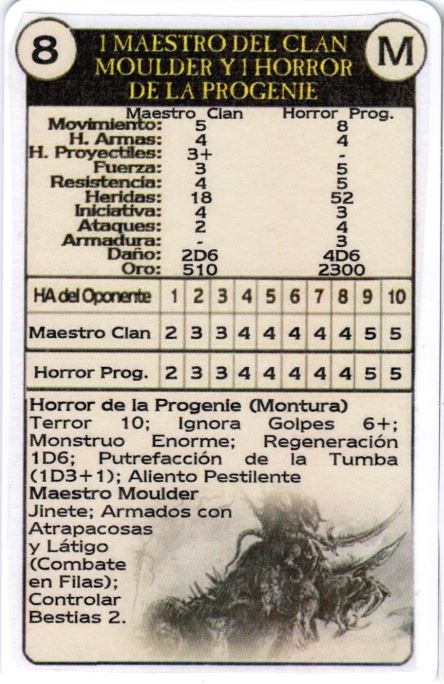 8
1 MAESTRO DEL CLAN
MOULDER Y 1 HORROR
DE LA PROGENIE
M
Maestro Clan Horror Prog.
Movimiento: 5 8
H. Armas: 4 4
H. Proyectiles: 3+ -
Fuerza: 3 5
Resistencia: 4 5
Heridas: 18 52
Iniciativa: 4 3
Ataques: 2 4
Armadura: - 3
Daño: 2D6 4D6
Oro: 510 2300
HA del Oponente 1 2 3 4 5 6 7 8 9 10
Maestro Clan 2 3 3 4 4 4 4 4 5 5
Horror Prog. 2 3 3 4 4 4 4 4 5 5
Horror de la Progenie (Montura)
Terror 10; Ignora Golpes 6+;
Monstruo Enorme; Regeneración
1D6; Putrefacción de la Tumba
(1D3+1); Aliento Pestilente
Maestro Moulder
Jinete; Armados con
Atrapacosas
y Látigo
(Combate
en Filas);
Controlar
Bestias 2.